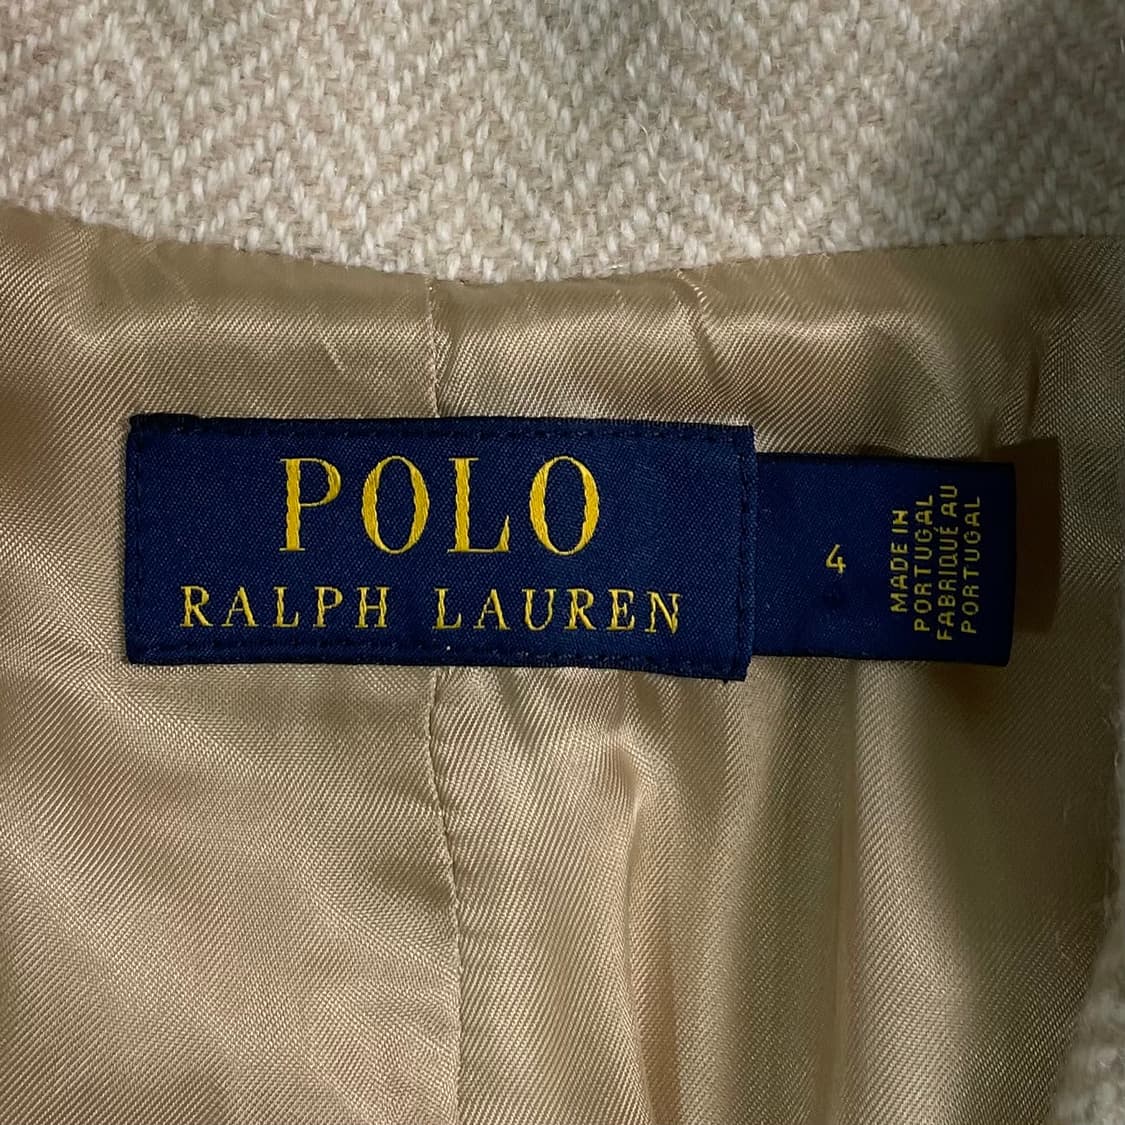 POLO
RALPH LAUREN
4
MADE IN
PORTUGAL
FABRIQUÉ AU
PORTUGAL